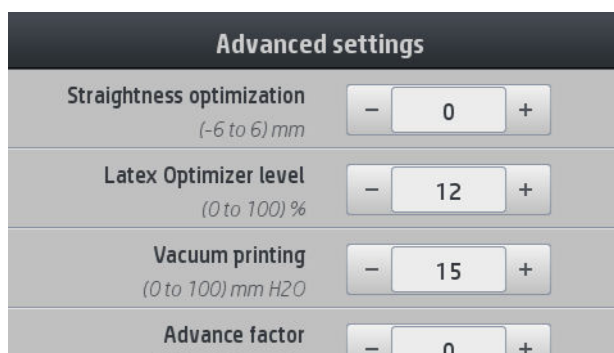 Advanced settings
Straightness optimization
(-6 to 6) mm
− 0 +
Latex Optimizer level
(0 to 100) %
− 12 +
Vacuum printing
(0 to 100) mm H2O
− 15 +
Advance factor
− 0 +